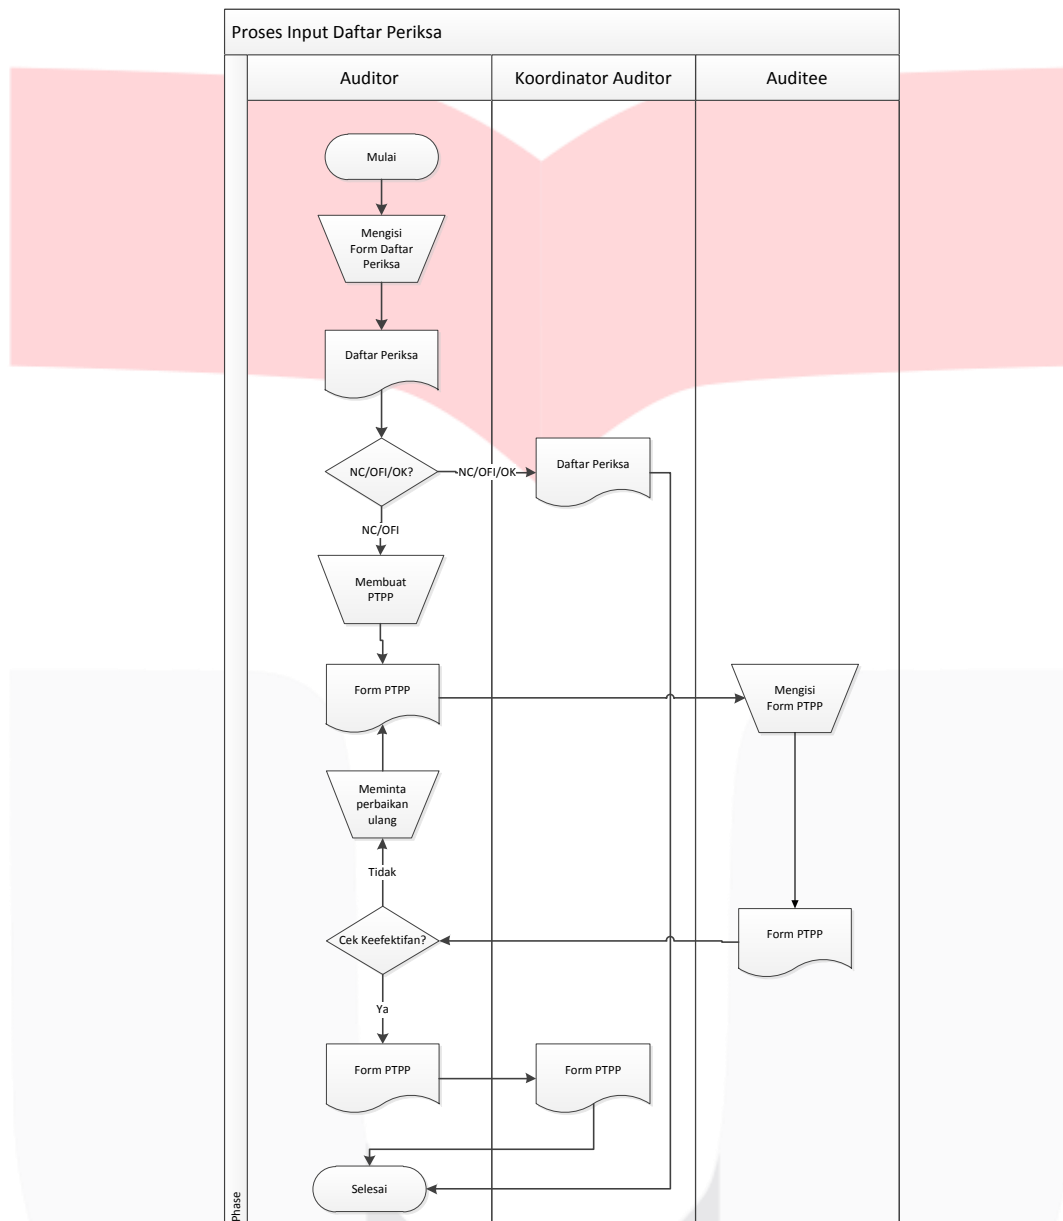 Proses Input Daftar Periksa
Auditor
Koordinator Auditor
Auditee
Mulai
Mengisi
Form Daftar
Periksa
Daftar Periksa
NC/OFI/OK?
NC/OFI/OK
Daftar Periksa
NC/OFI
Membuat
PTPP
Form PTPP
Mengisi
Form PTPP
Meminta
perbaikan
ulang
Tidak
Cek Keefektifan?
Form PTPP
Ya
Form PTPP
Form PTPP
Selesai
Phase